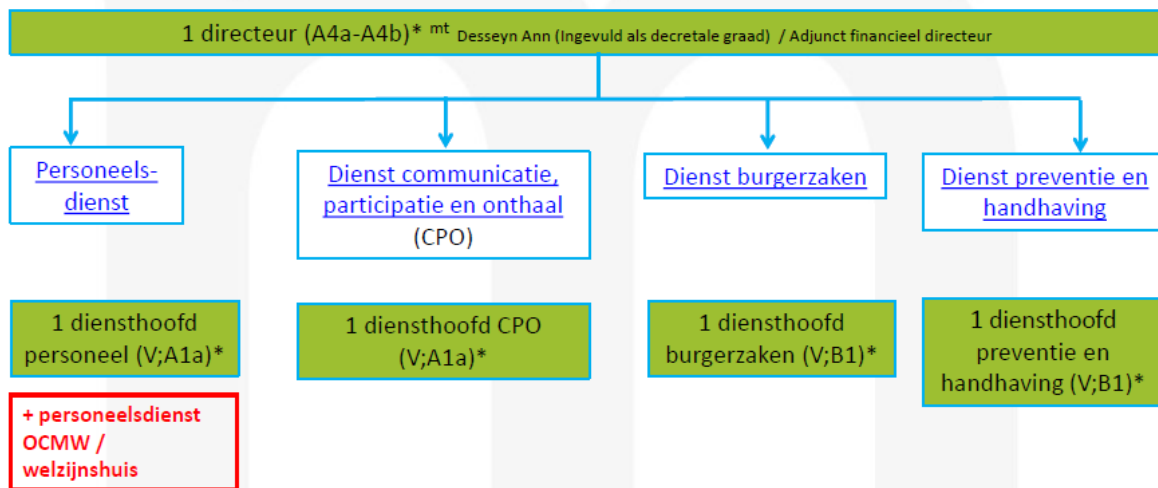 1 directeur (A4a-A4b)* mt Desseyn Ann (Ingevuld als decretale graad) / Adjunct financieel directeur
Personeels-
dienst
Dienst communicatie,
participatie en onthaal
(CPO)
Dienst burgerzaken
Dienst preventie en
handhaving
1 diensthoofd
personeel (V;A1a)*
1 diensthoofd CPO
(V;A1a)*
1 diensthoofd
burgerzaken (V;B1)*
1 diensthoofd
preventie en
handhaving (V;B1)*
+ personeelsdienst
OCMW /
welzijnshuis